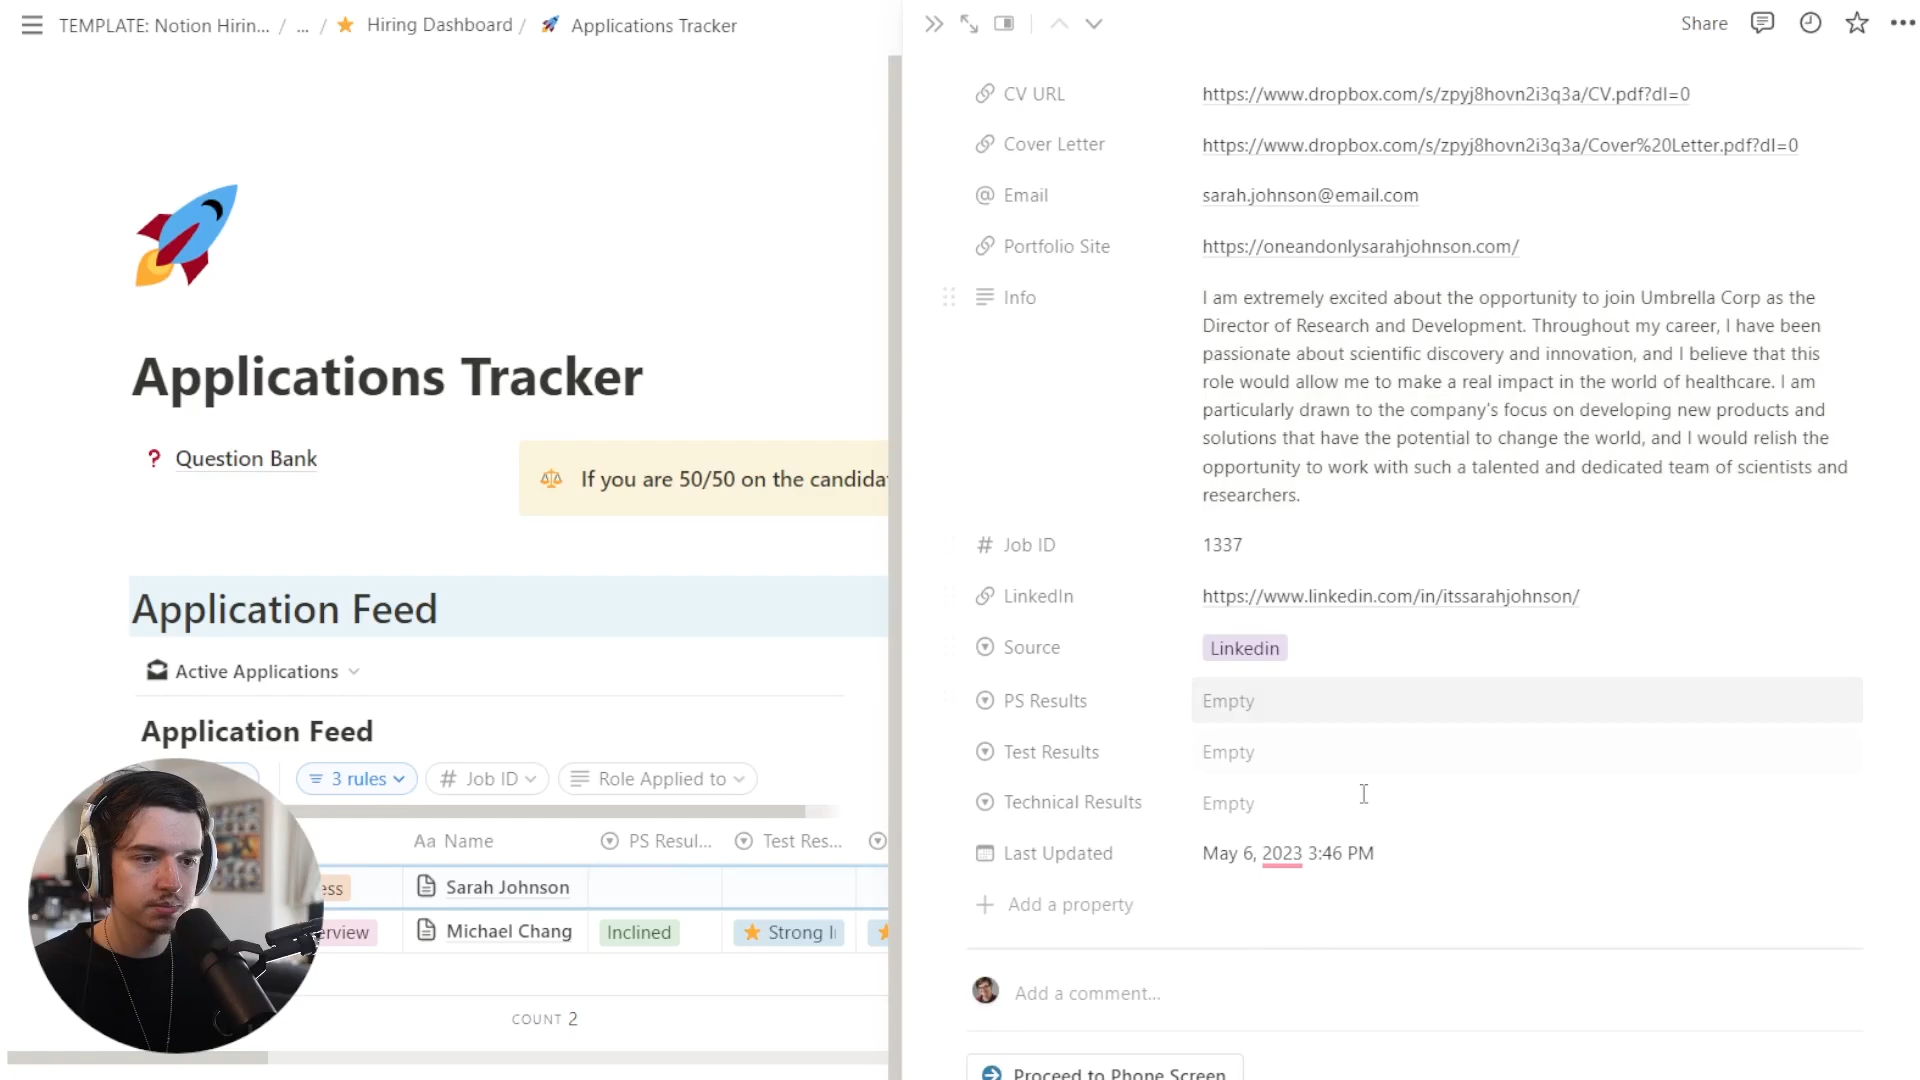 TEMPLATE: Notion Hirin... / ... / Hiring Dashboard / Applications Tracker
Share
Applications Tracker
Question Bank
If you are 50/50 on the candida
Application Feed
Active Applications
Application Feed
3 rules
Job ID
Role Applied to
Aa Name
PS Resul...
Test Res...
ess
Sarah Johnson
erview
Michael Chang
Inclined
Strong I
COUNT 2
CV URL
https://www.dropbox.com/s/zpyj8hovn2i3q3a/CV.pdf?dl=0
Cover Letter
https://www.dropbox.com/s/zpyj8hovn2i3q3a/Cover%20Letter.pdf?dl=0
Email
sarah.johnson@email.com
Portfolio Site
https://oneandonlysarahjohnson.com/
Info
I am extremely excited about the opportunity to join Umbrella Corp as the
Director of Research and Development. Throughout my career, I have been
passionate about scientific discovery and innovation, and I believe that this
role would allow me to make a real impact in the world of healthcare. I am
particularly drawn to the company's focus on developing new products and
solutions that have the potential to change the world, and I would relish the
opportunity to work with such a talented and dedicated team of scientists and
researchers.
Job ID
1337
LinkedIn
https://www.linkedin.com/in/itssarahjohnson/
Source
Linkedin
PS Results
Empty
Test Results
Empty
Technical Results
Empty
Last Updated
May 6, 2023 3:46 PM
Add a property
Add a comment...
Proceed to Phone Screen